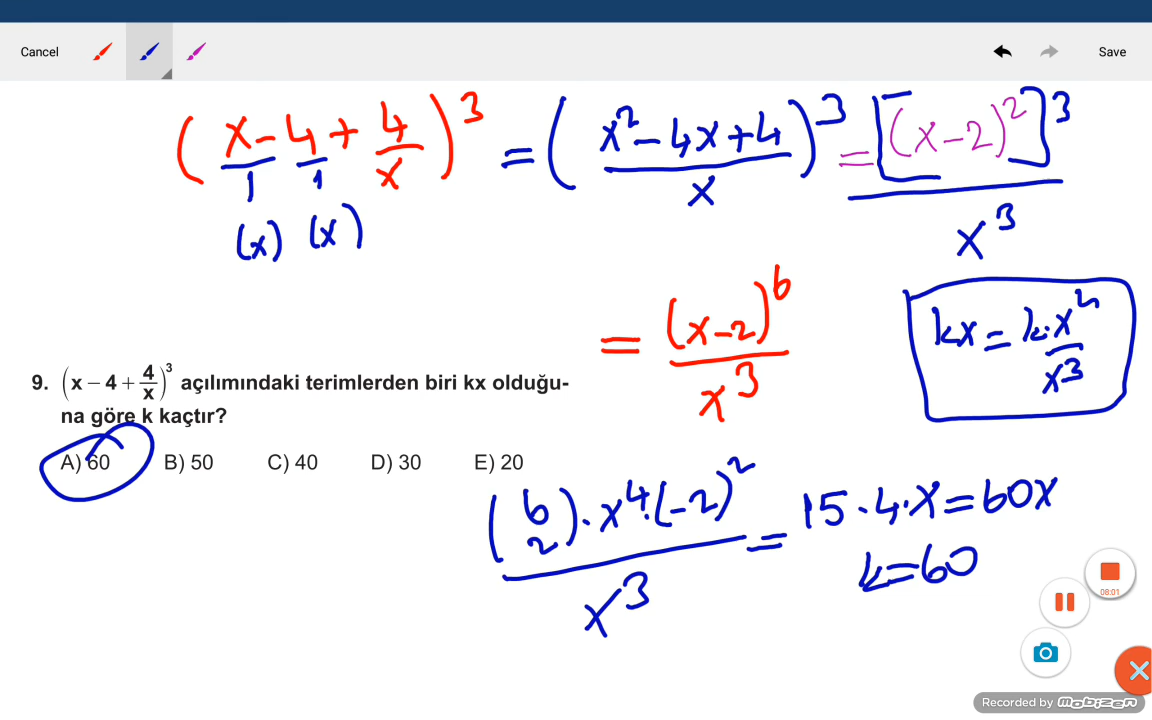 Cancel Save
(x/1 - 4/1 + 4/x)³ = ((x² - 4x + 4)/x)³ = [(x-2)²]³/x³
(x) (x)
= (x-2)⁶/x³
kx = k·x⁴/x³
9. (x - 4 + 4/x)³ açılımındaki terimlerden biri kx olduğu-
na göre k kaçtır?
A) 60 B) 50 C) 40 D) 30 E) 20
(6 2)·x⁴·(-2)²/x³ = 15·4·x = 60x
k=60
08:01
Recorded by mobizen